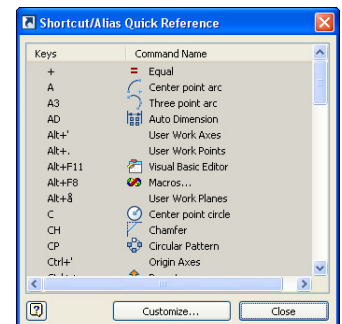 Shortcut/Alias Quick Reference
Keys Command Name
+ Equal
A Center point arc
A3 Three point arc
AD Auto Dimension
Alt+' User Work Axes
Alt+. User Work Points
Alt+F11 Visual Basic Editor
Alt+F8 Macros...
Alt+å User Work Planes
C Center point circle
CH Chamfer
CP Circular Pattern
Ctrl+' Origin Axes
Customize... Close